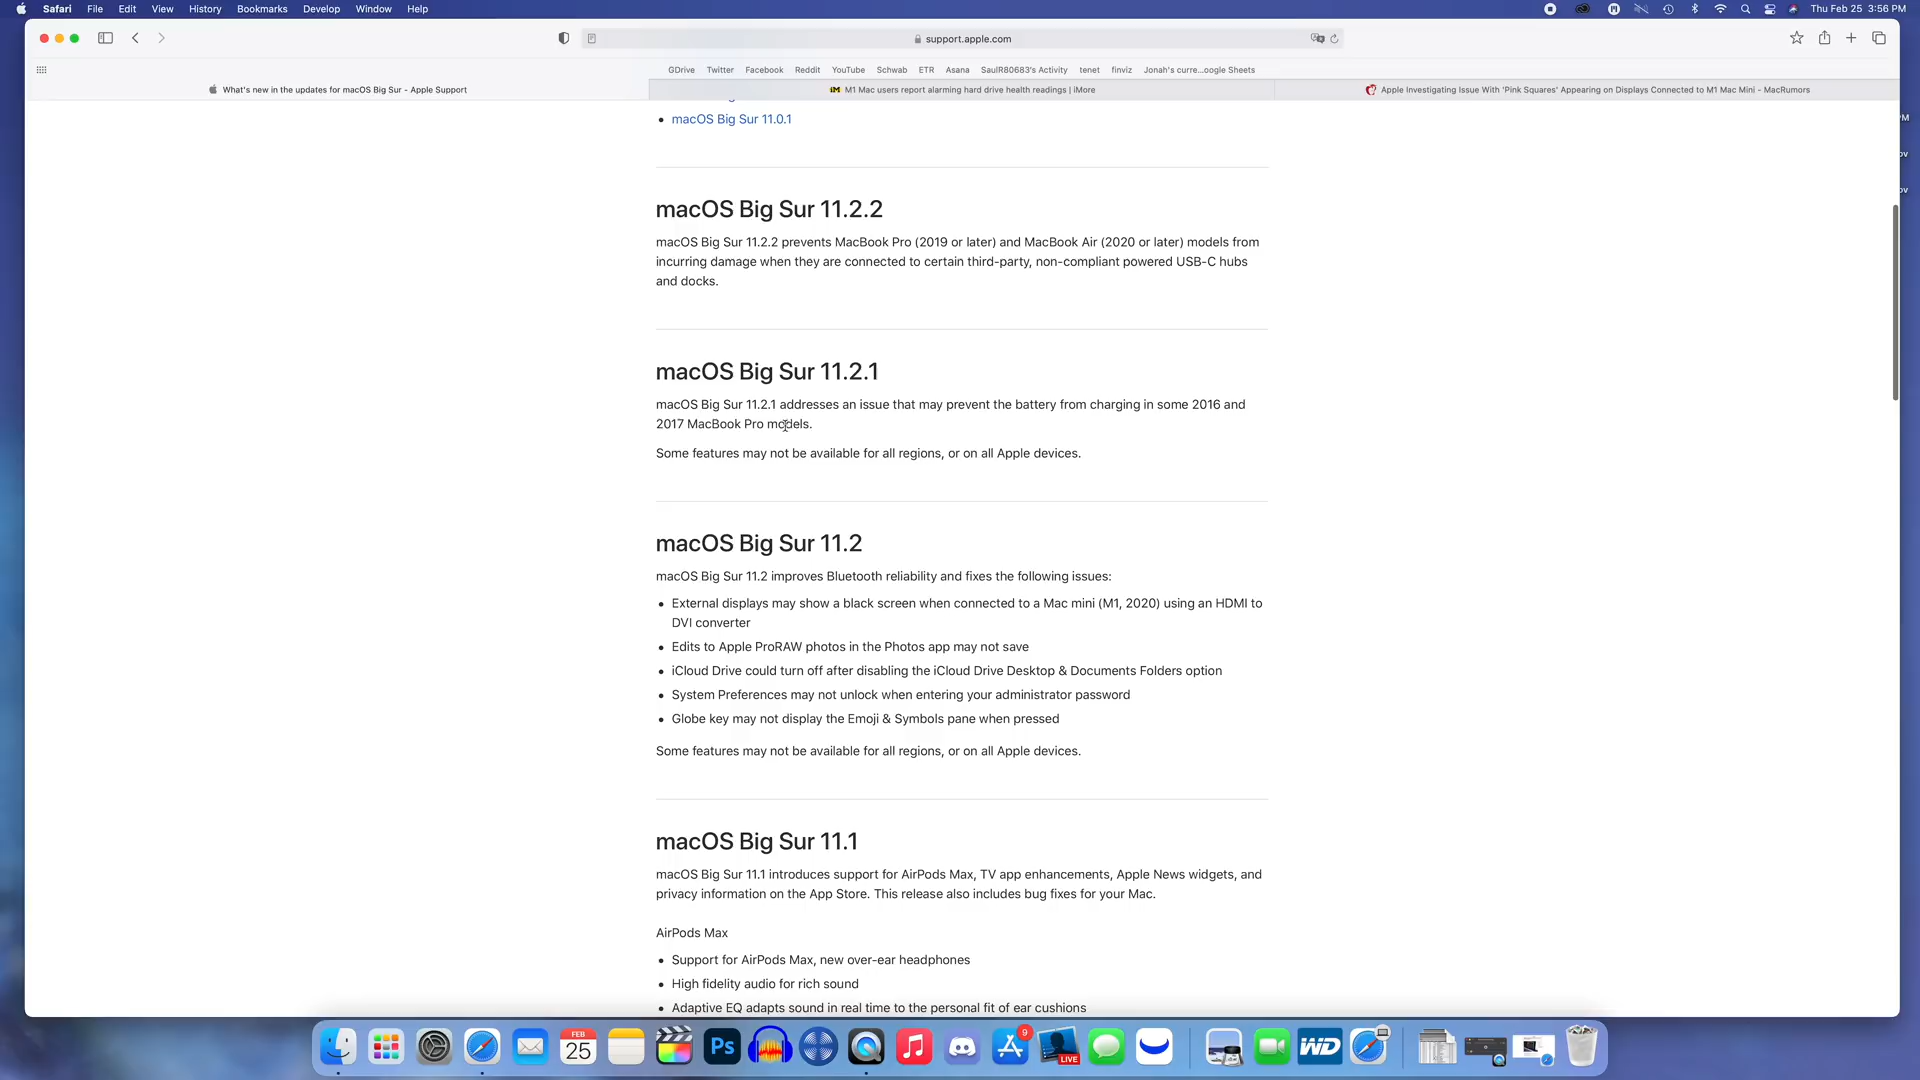 Safari File Edit View History Bookmarks Develop Window Help Thu Feb 25 3:56 PM
support.apple.com
GDrive Twitter Facebook Reddit YouTube Schwab ETR Asana SaulR80683's Activity tenet finviz Jonah's curre...oogle Sheets
What's new in the updates for macOS Big Sur - Apple Support
iM M1 Mac users report alarming hard drive health readings | iMore
Apple Investigating Issue With 'Pink Squares' Appearing on Displays Connected to M1 Mac Mini - MacRumors
• macOS Big Sur 11.0.1
macOS Big Sur 11.2.2
macOS Big Sur 11.2.2 prevents MacBook Pro (2019 or later) and MacBook Air (2020 or later) models from
incurring damage when they are connected to certain third-party, non-compliant powered USB-C hubs
and docks.
macOS Big Sur 11.2.1
macOS Big Sur 11.2.1 addresses an issue that may prevent the battery from charging in some 2016 and
2017 MacBook Pro models.
Some features may not be available for all regions, or on all Apple devices.
macOS Big Sur 11.2
macOS Big Sur 11.2 improves Bluetooth reliability and fixes the following issues:
• External displays may show a black screen when connected to a Mac mini (M1, 2020) using an HDMI to
DVI converter
• Edits to Apple ProRAW photos in the Photos app may not save
• iCloud Drive could turn off after disabling the iCloud Drive Desktop & Documents Folders option
• System Preferences may not unlock when entering your administrator password
• Globe key may not display the Emoji & Symbols pane when pressed
Some features may not be available for all regions, or on all Apple devices.
macOS Big Sur 11.1
macOS Big Sur 11.1 introduces support for AirPods Max, TV app enhancements, Apple News widgets, and
privacy information on the App Store. This release also includes bug fixes for your Mac.
AirPods Max
• Support for AirPods Max, new over-ear headphones
• High fidelity audio for rich sound
• Adaptive EQ adapts sound in real time to the personal fit of ear cushions
FEB
25
Ps
9
LIVE
WD